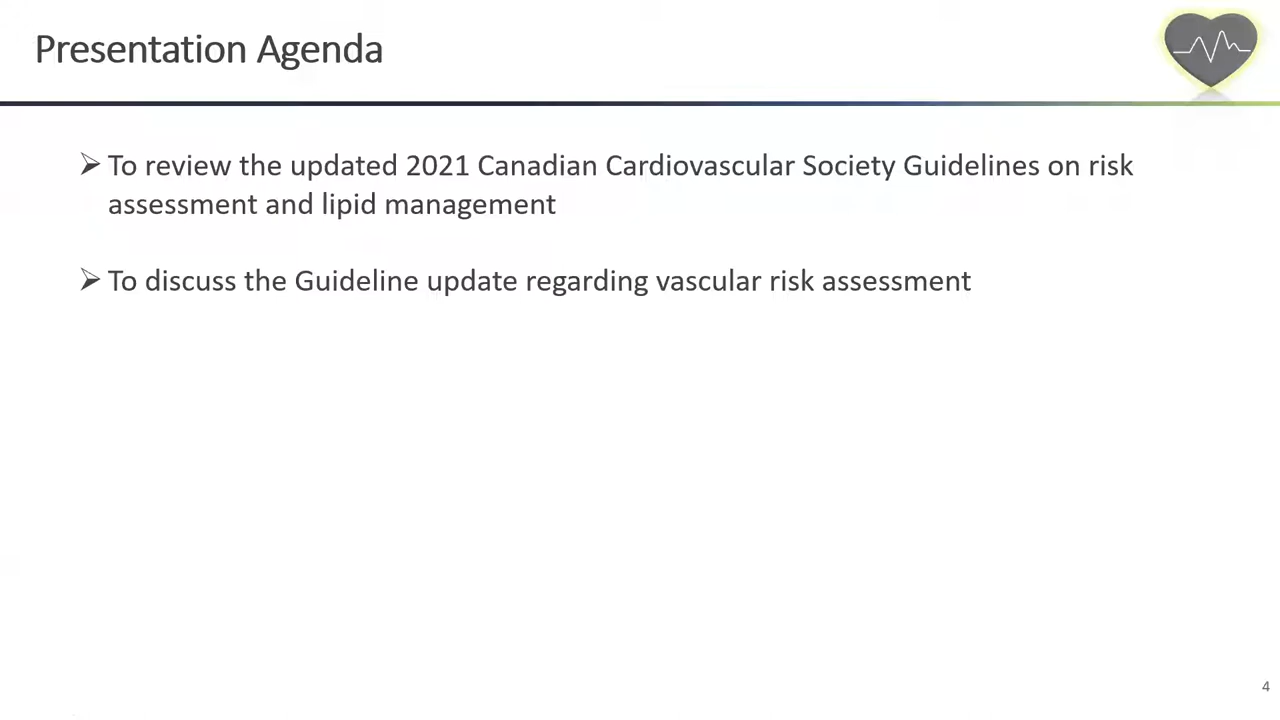 Presentation Agenda
➢ To review the updated 2021 Canadian Cardiovascular Society Guidelines on risk
assessment and lipid management
➢ To discuss the Guideline update regarding vascular risk assessment
4